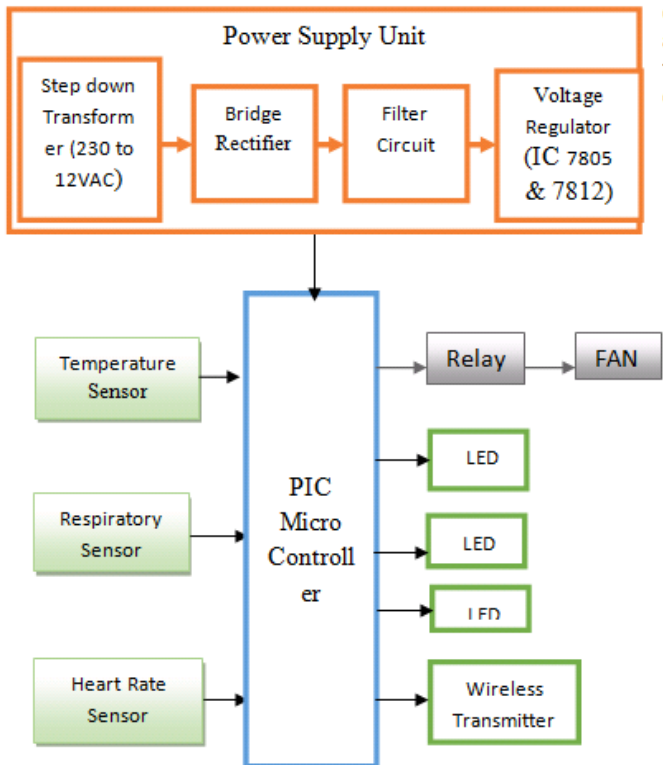 Power Supply Unit
Step down
Transform
er (230 to
12VAC)
Bridge
Rectifier
Filter
Circuit
Voltage
Regulator
(IC 7805
& 7812)
Temperature
Sensor
Relay
FAN
LED
Respiratory
Sensor
PIC
Micro
Controll
er
LED
LED
Heart Rate
Sensor
Wireless
Transmitter